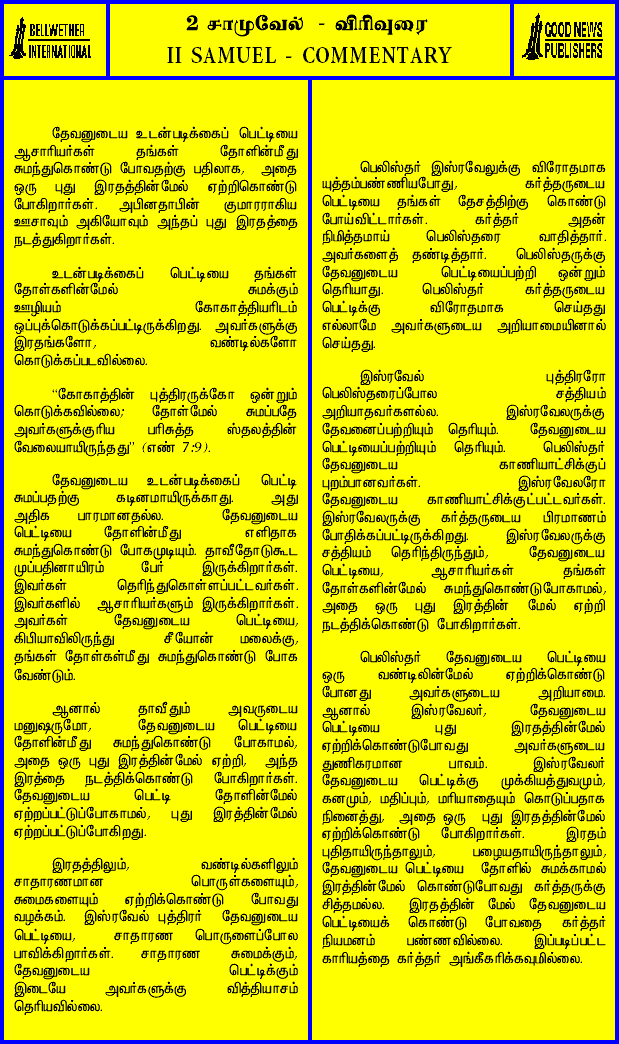 BELLWETHER
INTERNATIONAL
2 சாமுவேல் - விரிவுரை
II SAMUEL - COMMENTARY
GOOD NEWS
PUBLISHERS
தேவனுடைய உடன்படிக்கைப் பெட்டியை
ஆசாரியர்கள் தங்கள் தோளின்மீது
சுமந்துகொண்டு போவதற்கு பதிலாக, அதை
ஒரு புது இரதத்தின்மேல் ஏற்றிகொண்டு
போகிறார்கள். அபினதாபின் குமாரராகிய
ஊசாவும் அகியோவும் அந்தப் புது இரதத்தை
நடத்துகிறார்கள்.
உடன்படிக்கைப் பெட்டியை தங்கள்
தோள்களின்மேல் சுமக்கும்
ஊழியம் கோகாத்தியரிடம்
ஒப்புக்கொடுக்கப்பட்டிருக்கிறது. அவர்களுக்கு
இரதங்களோ, வண்டில்களோ
கொடுக்கப்படவில்லை.
“கோகாத்தின் புத்திரருக்கோ ஒன்றும்
கொடுக்கவில்லை; தோள்மேல் சுமப்பதே
அவர்களுக்குரிய பரிசுத்த ஸ்தலத்தின்
வேலையாயிருந்தது” (எண் 7:9).
தேவனுடைய உடன்படிக்கைப் பெட்டி
சுமப்பதற்கு கடினமாயிருக்காது. அது
அதிக பாரமானதல்ல. தேவனுடைய
பெட்டியை தோளின்மீது எளிதாக
சுமந்துகொண்டு போகமுடியும். தாவீதோடுகூட
முப்பதினாயிரம் பேர் இருக்கிறார்கள்.
இவர்கள் தெரிந்துகொள்ளப்பட்டவர்கள்.
இவர்களில் ஆசாரியர்களும் இருக்கிறார்கள்.
அவர்கள் தேவனுடைய பெட்டியை,
கிபியாவிலிருந்து சீயோன் மலைக்கு,
தங்கள் தோள்கள்மீது சுமந்துகொண்டு போக
வேண்டும்.
ஆனால் தாவீதும் அவருடைய
மனுஷருமோ, தேவனுடைய பெட்டியை
தோளின்மீது சுமந்துகொண்டு போகாமல்,
அதை ஒரு புது இரதத்தின்மேல் ஏற்றி, அந்த
இரத்தை நடத்திக்கொண்டு போகிறார்கள்.
தேவனுடைய பெட்டி தோளின்மேல்
ஏற்றப்பட்டுப்போகாமல், புது இரத்தின்மேல்
ஏற்றப்பட்டுப்போகிறது.
இரதத்திலும், வண்டில்களிலும்
சாதாரணமான பொருள்களையும்,
சுமைகளையும் ஏற்றிக்கொண்டு போவது
வழக்கம். இஸ்ரவேல் புத்திரர் தேவனுடைய
பெட்டியை, சாதாரண பொருளைப்போல
பாவிக்கிறார்கள். சாதாரண சுமைக்கும்,
தேவனுடைய பெட்டிக்கும்
இடையே அவர்களுக்கு வித்தியாசம்
தெரியவில்லை.
பெலிஸ்தர் இஸ்ரவேலுக்கு விரோதமாக
யுத்தம்பண்ணியபோது, கர்த்தருடைய
பெட்டியை தங்கள் தேசத்திற்கு கொண்டு
போய்விட்டார்கள். கர்த்தர் அதன்
நிமித்தமாய் பெலிஸ்தரை வாதித்தார்.
அவர்களைத் தண்டித்தார். பெலிஸ்தருக்கு
தேவனுடைய பெட்டியைப்பற்றி ஒன்றும்
தெரியாது. பெலிஸ்தர் கர்த்தருடைய
பெட்டிக்கு விரோதமாக செய்தது
எல்லாமே அவர்களுடைய அறியாமையினால்
செய்தது.
இஸ்ரவேல் புத்திரரோ
பெலிஸ்தரைப்போல சத்தியம்
அறியாதவர்களல்ல. இஸ்ரவேலருக்கு
தேவனைப்பற்றியும் தெரியும். தேவனுடைய
பெட்டியைப்பற்றியும் தெரியும். பெலிஸ்தர்
தேவனுடைய காணியாட்சிக்குப்
புறம்பானவர்கள். இஸ்ரவேலரோ
தேவனுடைய காணியாட்சிக்குட்பட்டவர்கள்.
இஸ்ரவேலருக்கு கர்த்தருடைய பிரமாணம்
போதிக்கப்பட்டிருக்கிறது. இஸ்ரவேலருக்கு
சத்தியம் தெரிந்திருந்தும், தேவனுடைய
பெட்டியை, ஆசாரியர்கள் தங்கள்
தோள்களின்மேல் சுமந்துகொண்டுபோகாமல்,
அதை ஒரு புது இரத்தின் மேல் ஏற்றி
நடத்திக்கொண்டு போகிறார்கள்.
பெலிஸ்தர் தேவனுடைய பெட்டியை
ஒரு வண்டிலின்மேல் ஏற்றிக்கொண்டு
போனது அவர்களுடைய அறியாமை.
ஆனால் இஸ்ரவேலர், தேவனுடைய
பெட்டியை புது இரதத்தின்மேல்
ஏற்றிக்கொண்டுபோவது அவர்களுடைய
துணிகரமான பாவம். இஸ்ரவேலர்
தேவனுடைய பெட்டிக்கு முக்கியத்துவமும்,
கனமும், மதிப்பும், மரியாதையும் கொடுப்பதாக
நினைத்து, அதை ஒரு புது இரதத்தின்மேல்
ஏற்றிக்கொண்டு போகிறார்கள். இரதம்
புதிதாயிருந்தாலும், பழையதாயிருந்தாலும்,
தேவனுடைய பெட்டியை தோளில் சுமக்காமல்
இரத்தின்மேல் கொண்டுபோவது கர்த்தருக்கு
சித்தமல்ல. இரதத்தின் மேல் தேவனுடைய
பெட்டியைக் கொண்டு போவதை கர்த்தர்
நியமனம் பண்ணவில்லை. இப்படிப்பட்ட
காரியத்தை கர்த்தர் அங்கீகரிக்கவுமில்லை.